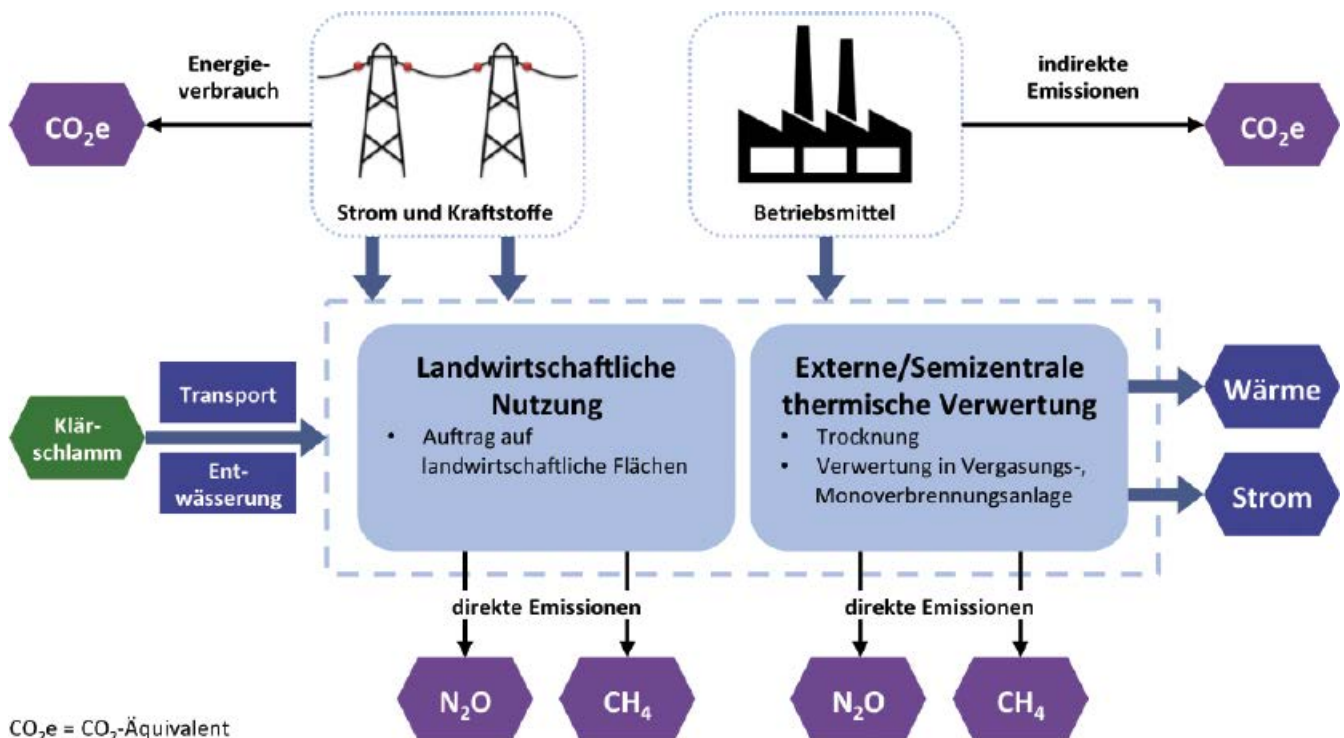 Energie-
verbrauch
indirekte
Emissionen
CO₂e
CO₂e
Strom und Kraftstoffe
Betriebsmittel
Landwirtschaftliche
Nutzung
• Auftrag auf
landwirtschaftliche Flächen
Externe/Semizentrale
thermische Verwertung
• Trocknung
• Verwertung in Vergasungs-,
Monoverbrennungsanlage
Transport
Klär-
schlamm
Ent-
wässerung
Wärme
Strom
direkte Emissionen
direkte Emissionen
N₂O
CH₄
N₂O
CH₄
CO₂e = CO₂-Äquivalent